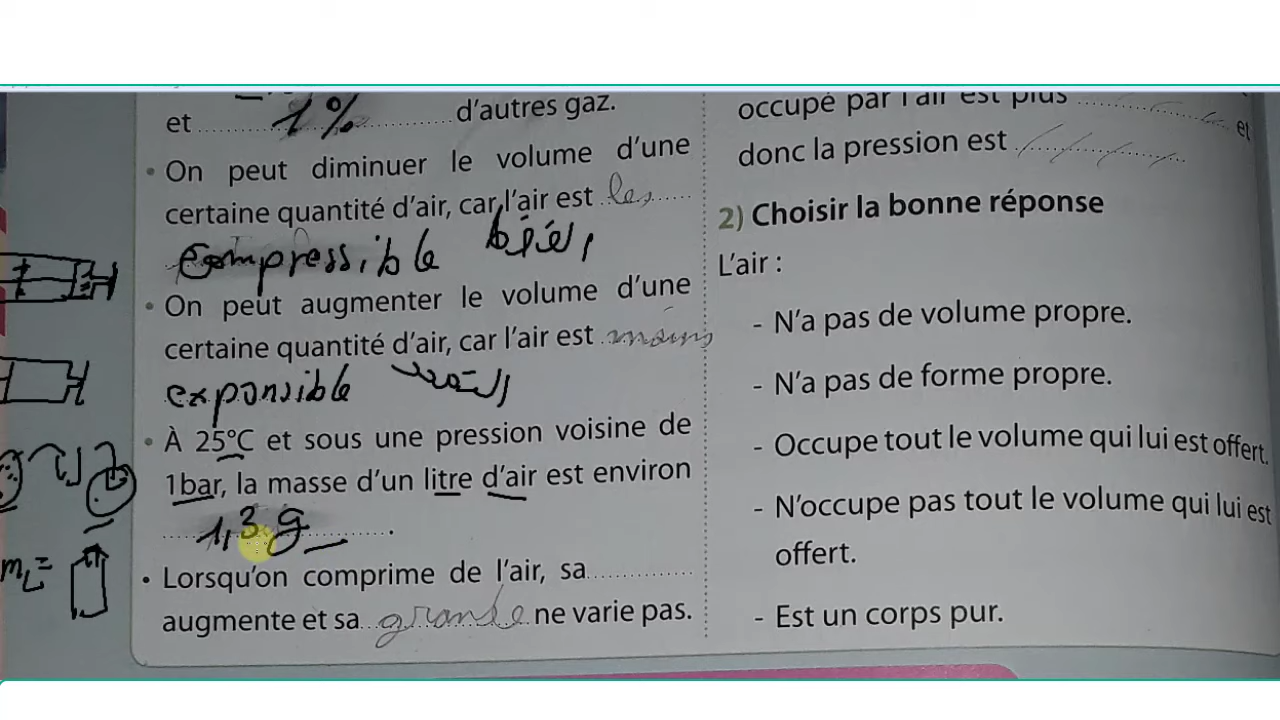 et 1% d'autres gaz.
• On peut diminuer le volume d'une
certaine quantité d'air, car l'air est les
compressible
• On peut augmenter le volume d'une
certaine quantité d'air, car l'air est moins
exponsible
• À 25°C et sous une pression voisine de
1bar, la masse d'un litre d'air est environ
1,3 g.
• Lorsqu'on comprime de l'air, sa
augmente et sa grande ne varie pas.
m =
occupé par l'air est plus et
donc la pression est
2) Choisir la bonne réponse
L'air :
- N'a pas de volume propre.
- N'a pas de forme propre.
- Occupe tout le volume qui lui est offert.
- N'occupe pas tout le volume qui lui est
offert.
- Est un corps pur.